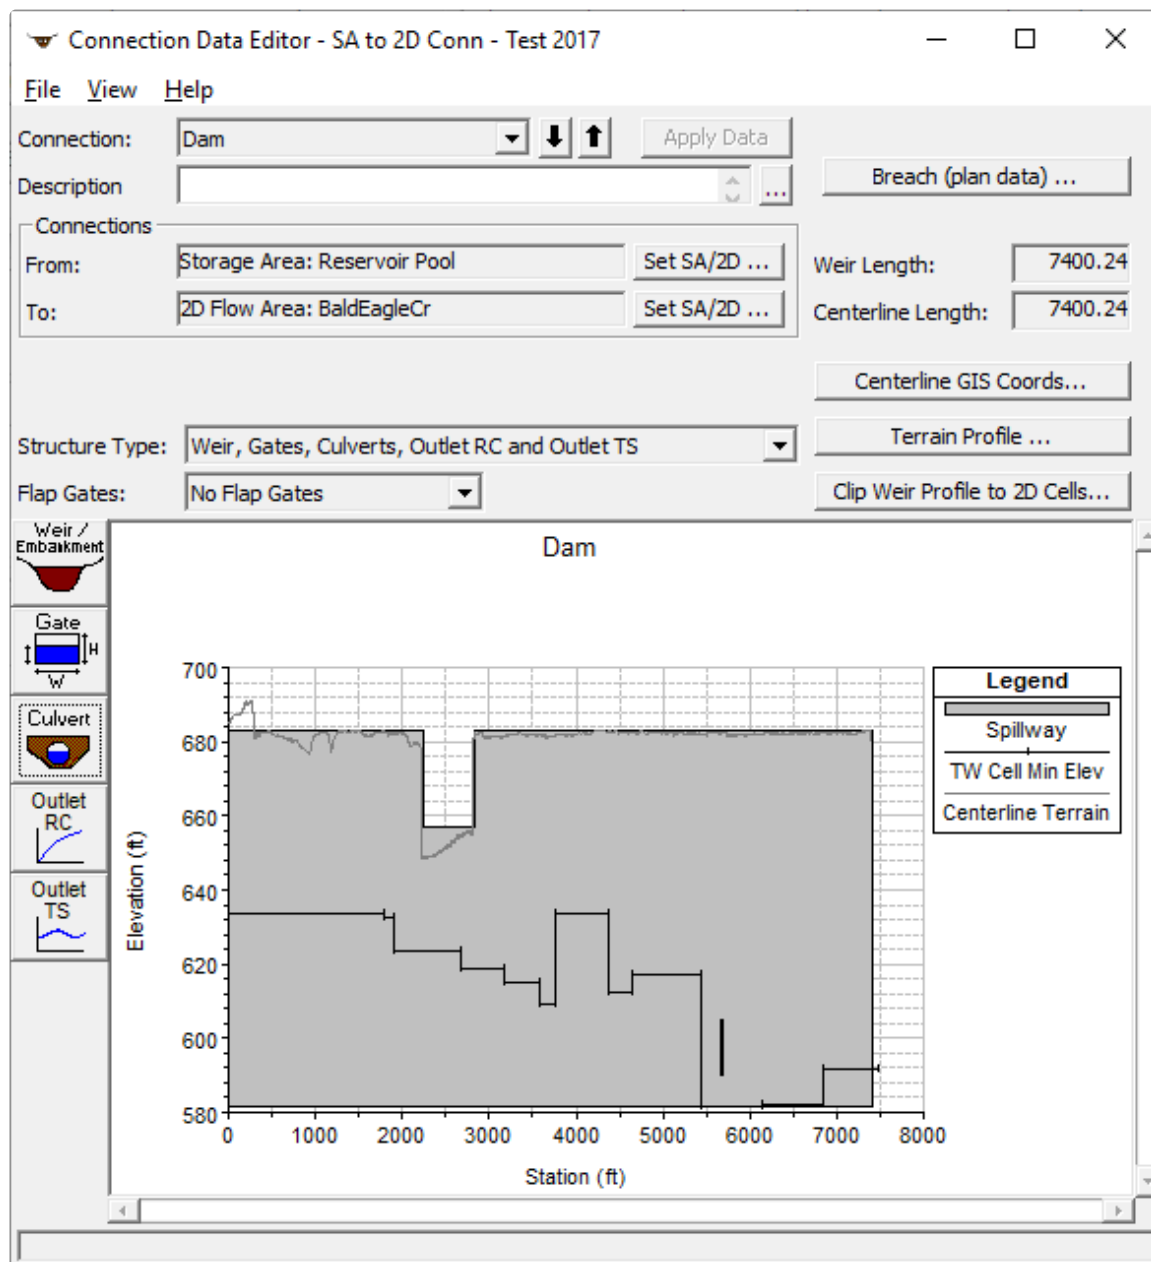 Connection Data Editor - SA to 2D Conn - Test 2017
File View Help
Connection: Dam Apply Data
Description ... Breach (plan data) ...
Connections
From: Storage Area: Reservoir Pool Set SA/2D ... Weir Length: 7400.24
To: 2D Flow Area: BaldEagleCr Set SA/2D ... Centerline Length: 7400.24
Centerline GIS Coords...
Structure Type: Weir, Gates, Culverts, Outlet RC and Outlet TS Terrain Profile ...
Flap Gates: No Flap Gates Clip Weir Profile to 2D Cells...
Weir /
Embankment
Gate
H
W
Culvert
Outlet
RC
Outlet
TS
Dam
700
680
660
640
620
600
580
Elevation (ft)
0 1000 2000 3000 4000 5000 6000 7000 8000
Station (ft)
Legend
Spillway
TW Cell Min Elev
Centerline Terrain